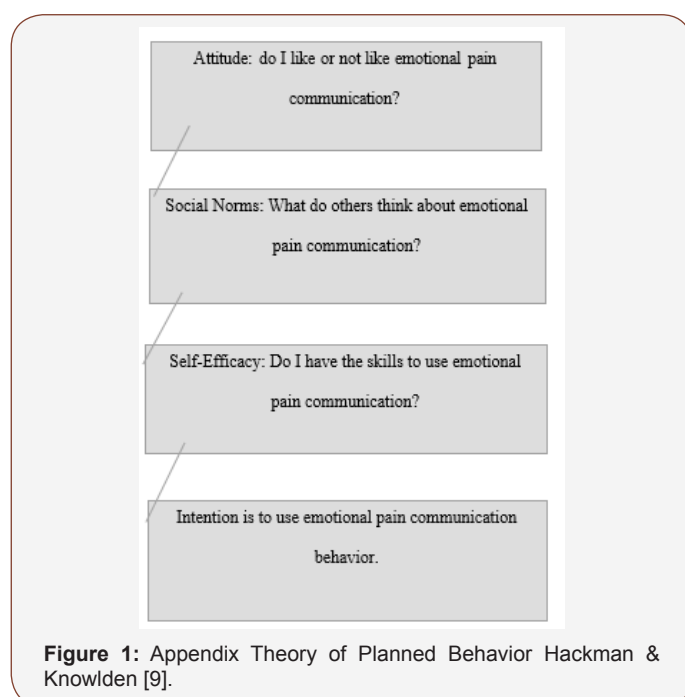 Attitude: do I like or not like emotional pain
communication?
Social Norms: What do others think about emotional
pain communication?
Self-Efficacy: Do I have the skills to use emotional
pain communication?
Intention is to use emotional pain communication
behavior.
Figure 1: Appendix Theory of Planned Behavior Hackman &
Knowlden [9].